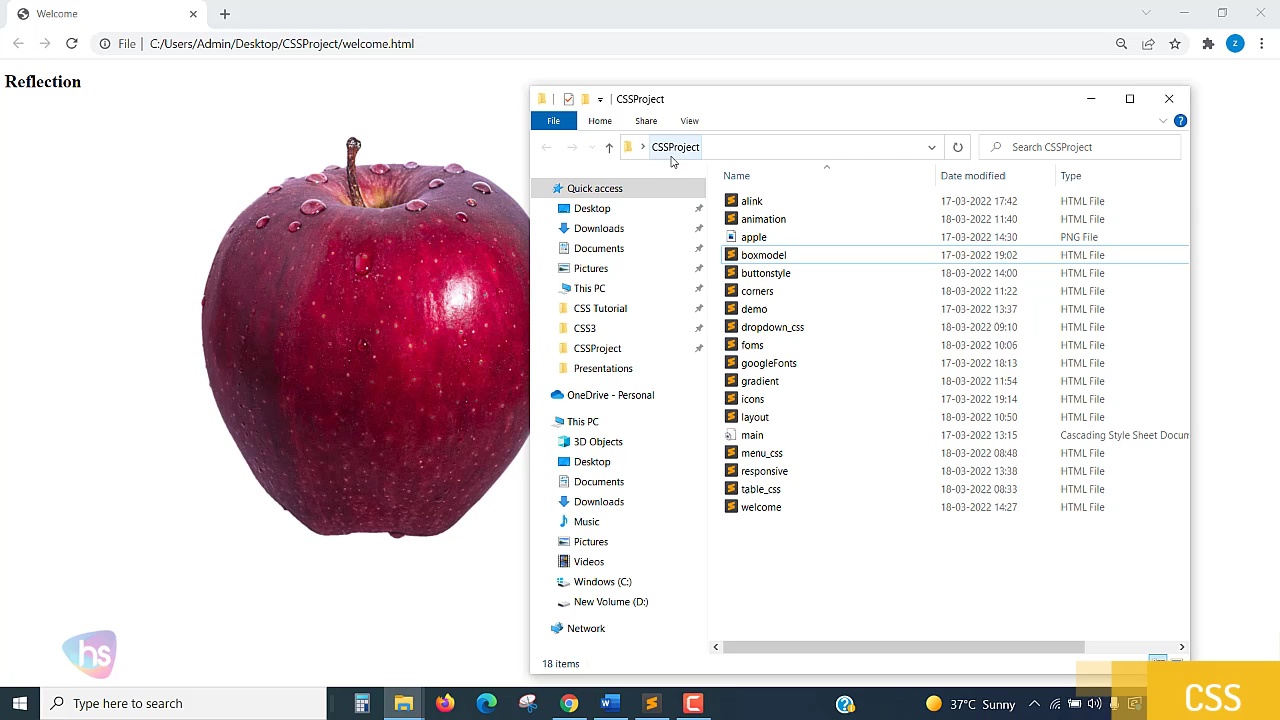 Welcome
File C:/Users/Admin/Desktop/CSSProject/welcome.html
Z
Reflection
CSSProject
File Home Share View
CSSProject
Search CSSProject
Name Date modified Type
Quick access
Desktop
Downloads
Documents
Pictures
This PC
CSS Tutorial
CSS3
CSSProject
Presentations
OneDrive - Personal
This PC
3D Objects
Desktop
Documents
Downloads
Music
Pictures
Videos
Windows (C:)
New Volume (D:)
Network
alink 17-03-2022 17:42 HTML File
animation 18-03-2022 11:40 HTML File
apple 17-03-2022 14:30 PNG File
boxmodel 17-03-2022 19:02 HTML File
buttonstyle 18-03-2022 14:00 HTML File
corners 18-03-2022 11:22 HTML File
demo 17-03-2022 13:37 HTML File
dropdown_css 18-03-2022 09:10 HTML File
foms 18-03-2022 10:06 HTML File
googleFonts 17-03-2022 18:13 HTML File
gradient 18-03-2022 11:54 HTML File
icons 17-03-2022 19:14 HTML File
layout 18-03-2022 10:50 HTML File
main 17-03-2022 13:15 Cascading Style Sheet Docum
menu_css 18-03-2022 08:48 HTML File
responsive 18-03-2022 13:38 HTML File
table_css 18-03-2022 08:33 HTML File
welcome 18-03-2022 14:27 HTML File
18 items
hs
Type here to search
37°C Sunny
CSS